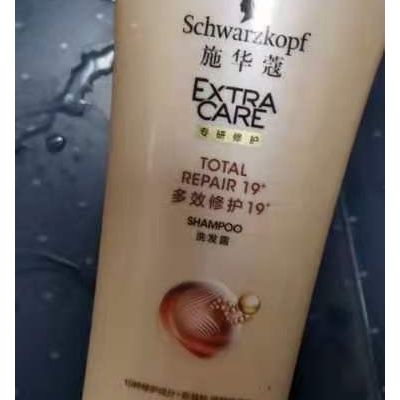 Schwarzkopf
施华蔻
EXTRA
CARE
专研修护
TOTAL
REPAIR 19+
多效修护19+
SHAMPOO
洗发露